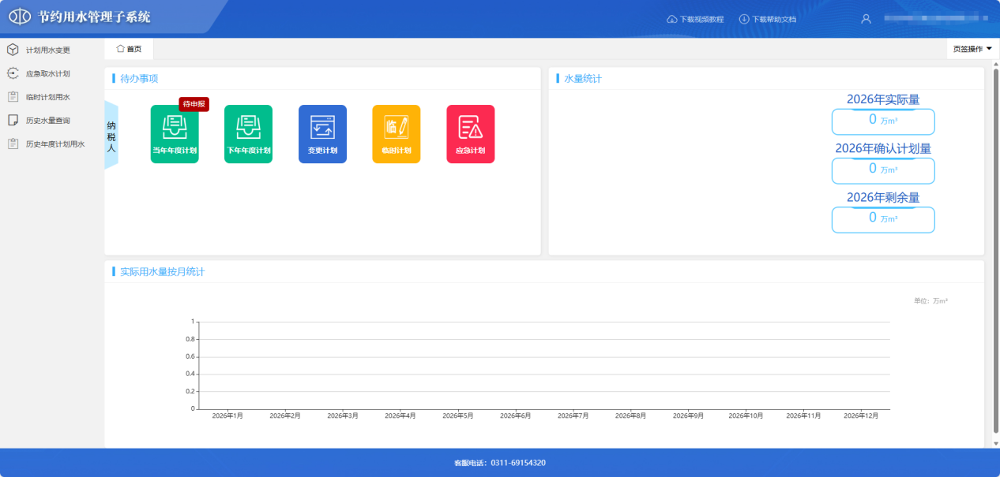 节约用水管理子系统
下载视频教程
下载帮助文档
计划用水变更
应急取水计划
临时计划用水
历史水量查询
历史年度计划用水
首页
页签操作
待办事项
纳税人
待申报
当年年度计划
下年年度计划
变更计划
临
临时计划
应急计划
水量统计
2026年实际量
0 万m³
2026年确认计划量
0 万m³
2026年剩余量
0 万m³
实际用水量按月统计
单位：万m³
1
0.8
0.6
0.4
0.2
0
2026年1月 2026年2月 2026年3月 2026年4月 2026年5月 2026年6月 2026年7月 2026年8月 2026年9月 2026年10月 2026年11月 2026年12月
客服电话：0311-69154320